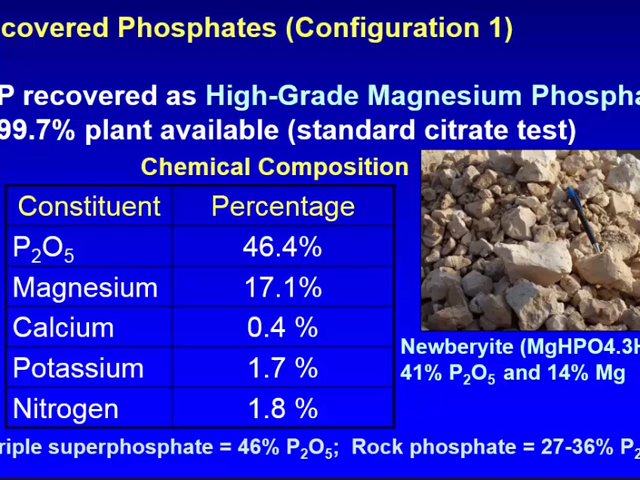 covered Phosphates (Configuration 1)
P recovered as High-Grade Magnesium Phospha
99.7% plant available (standard citrate test)
Chemical Composition
Constituent Percentage
P₂O₅ 46.4%
Magnesium 17.1%
Calcium 0.4 %
Potassium 1.7 %
Nitrogen 1.8 %
Newberyite (MgHPO4.3H
41% P₂O₅ and 14% Mg
riple superphosphate = 46% P₂O₅; Rock phosphate = 27-36% P₂